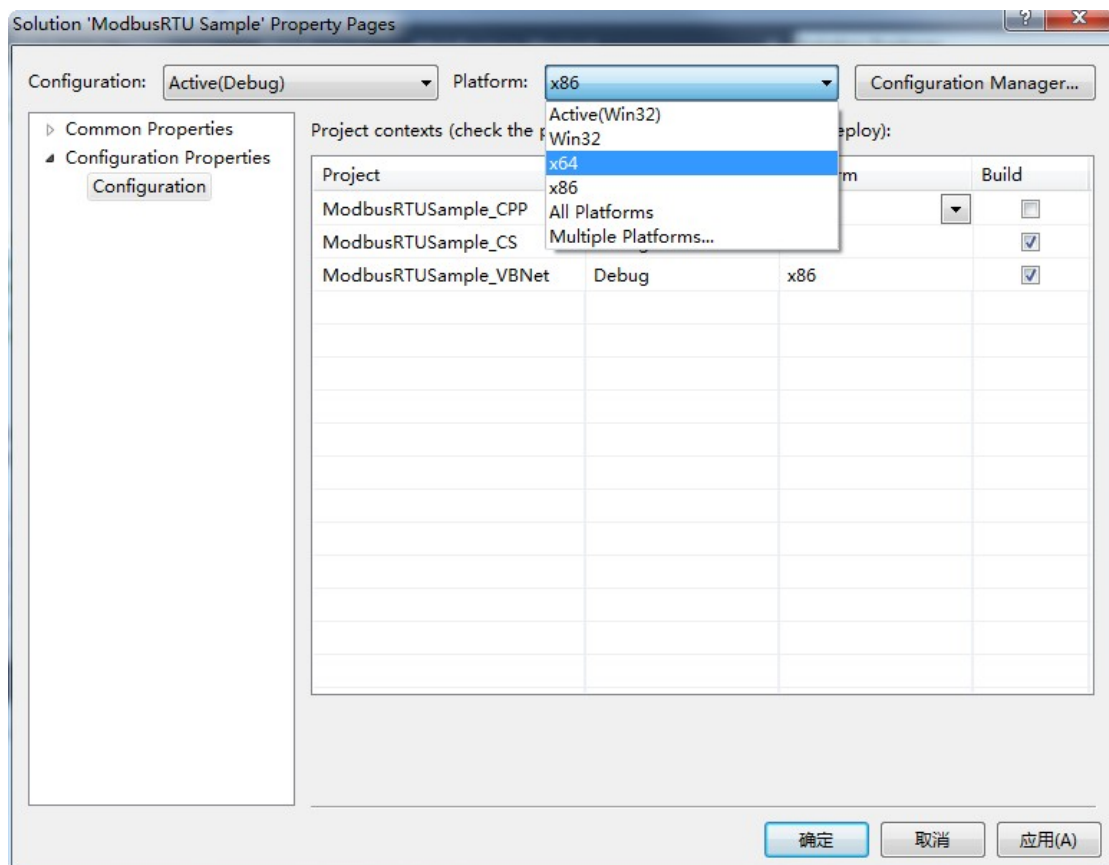 Solution 'ModbusRTU Sample' Property Pages
Configuration: Active(Debug) Platform: x86 Configuration Manager...
Active(Win32)
Win32
x64
x86
All Platforms
Multiple Platforms...
Common Properties
Configuration Properties
Configuration
Project contexts (check the
Project Build
ModbusRTUSample_CPP
ModbusRTUSample_CS
ModbusRTUSample_VBNet Debug x86
确定 取消 应用(A)